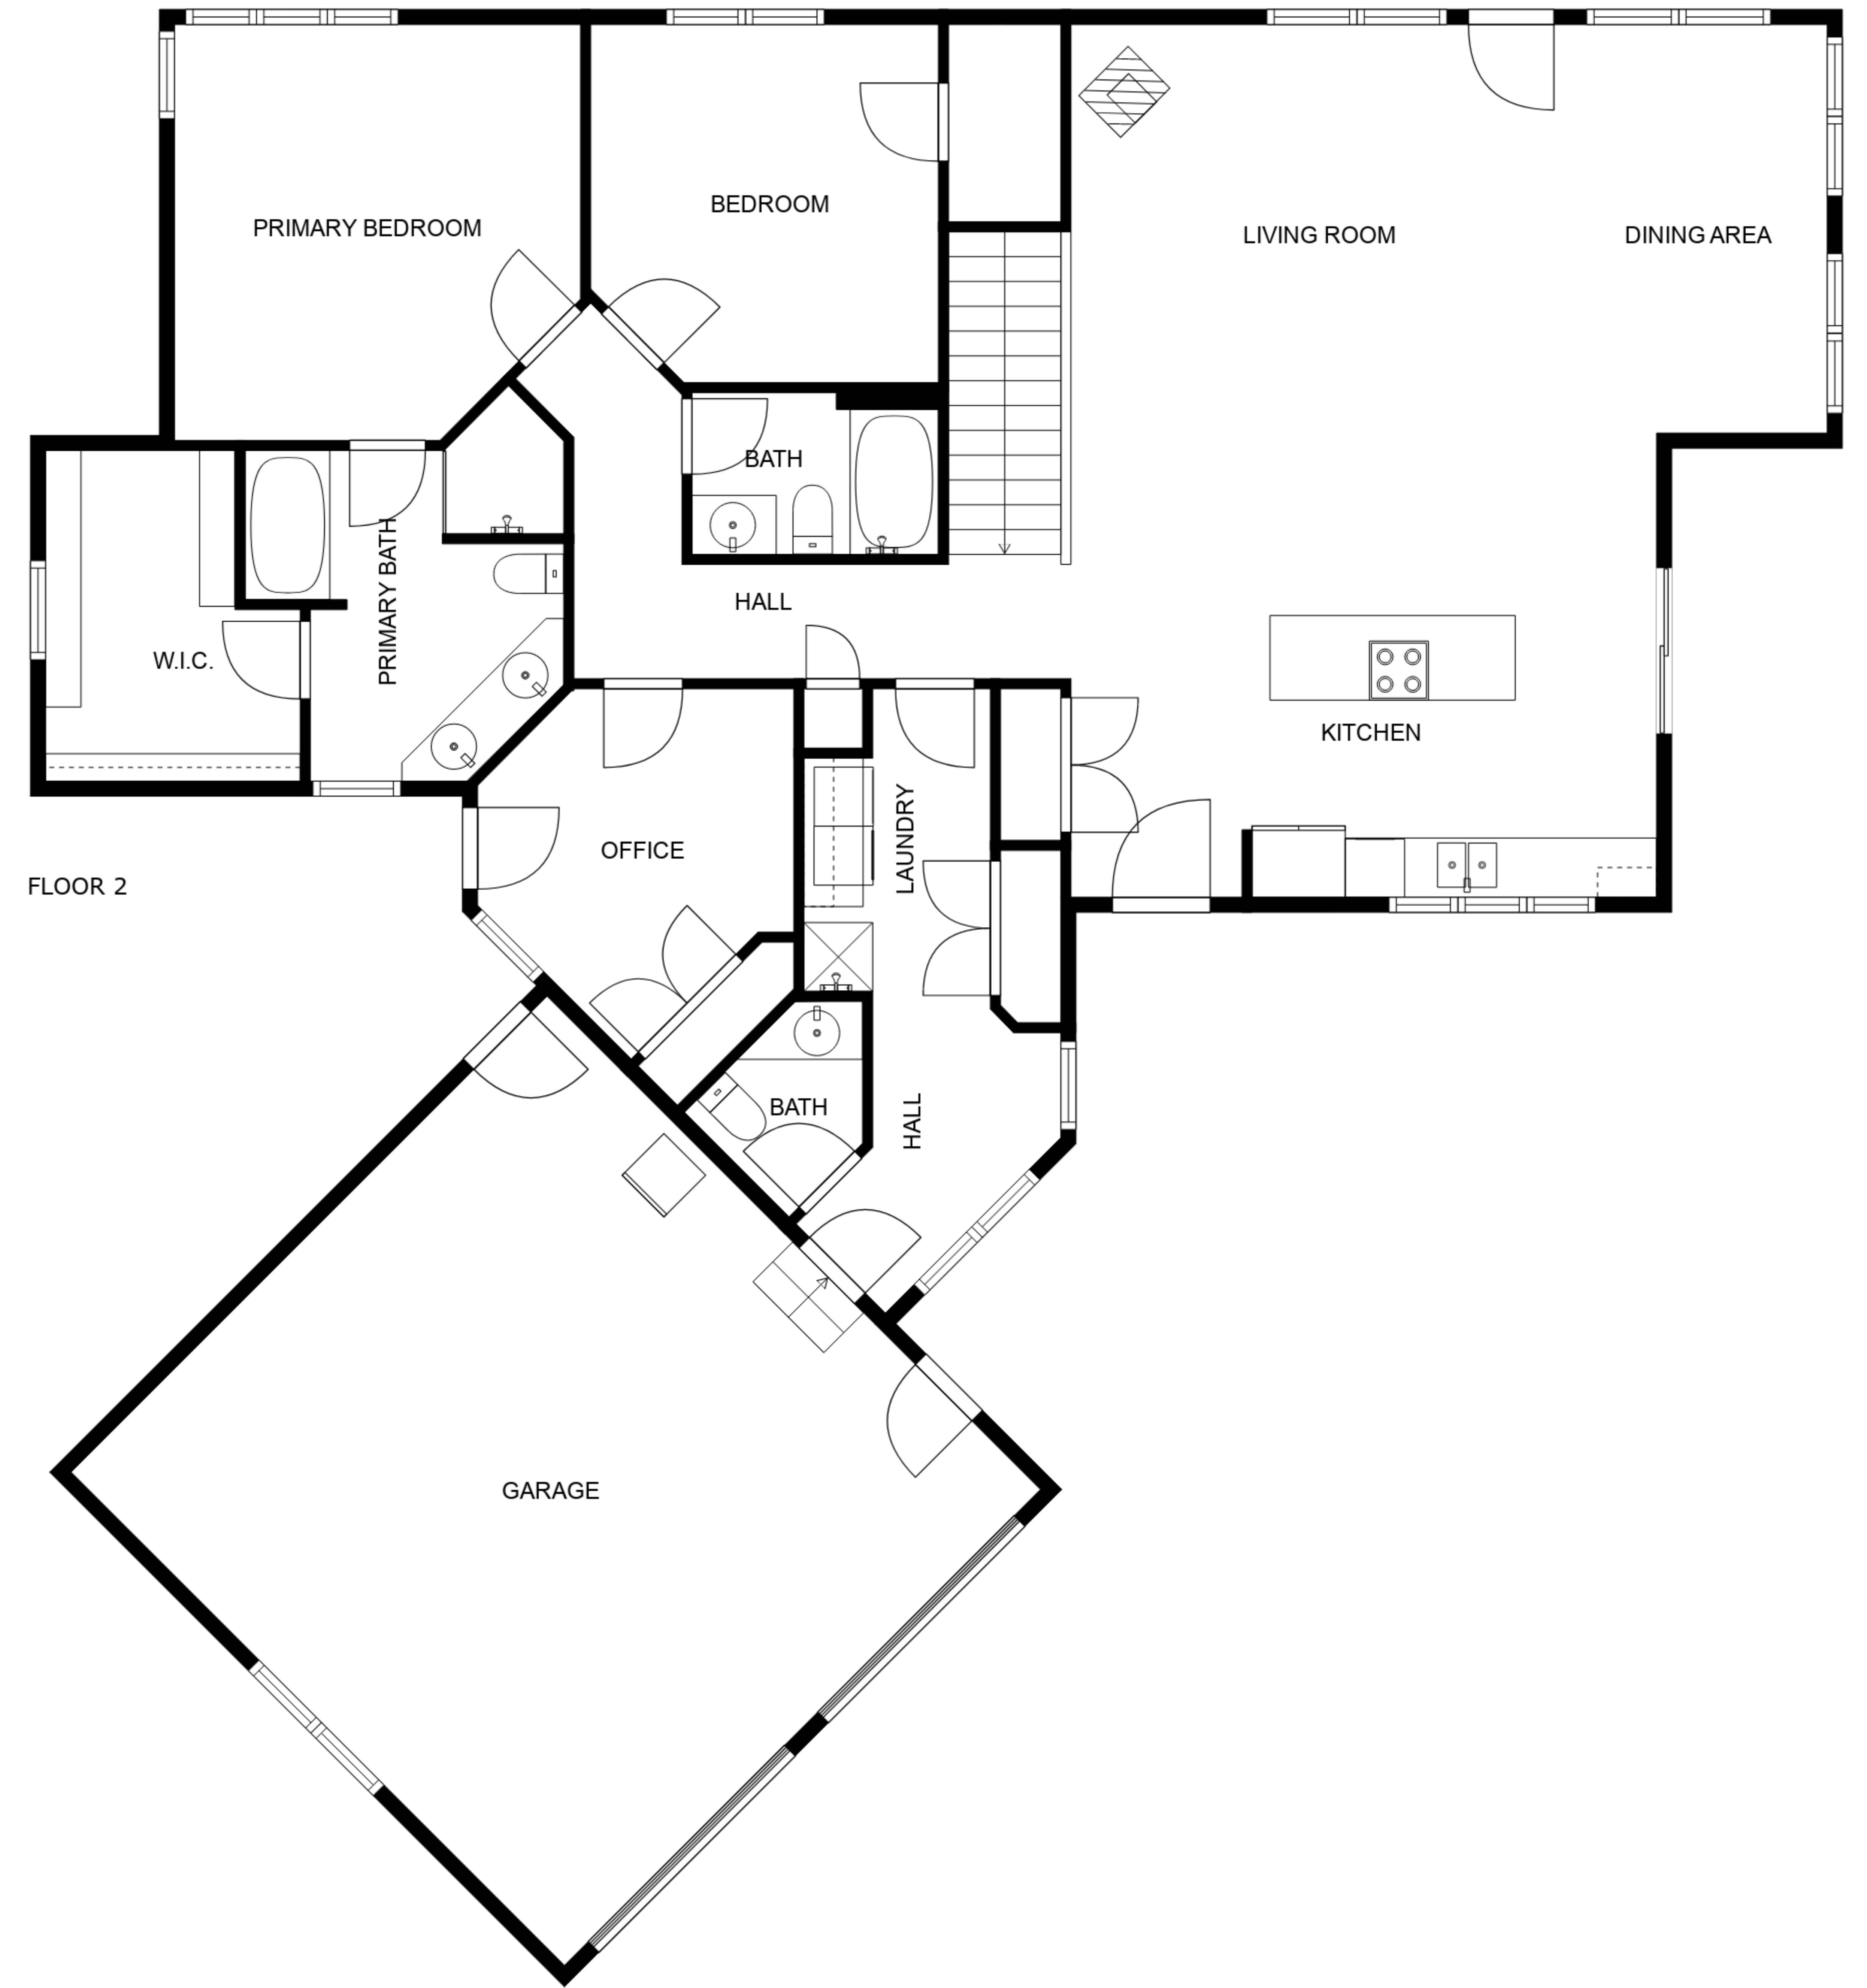 BEDROOM
PRIMARY BEDROOM
LIVING ROOM
DINING AREA
BATH
PRIMARY BATH
HALL
W.I.C.
KITCHEN
LAUNDRY
OFFICE
FLOOR 2
BATH
HALL
GARAGE